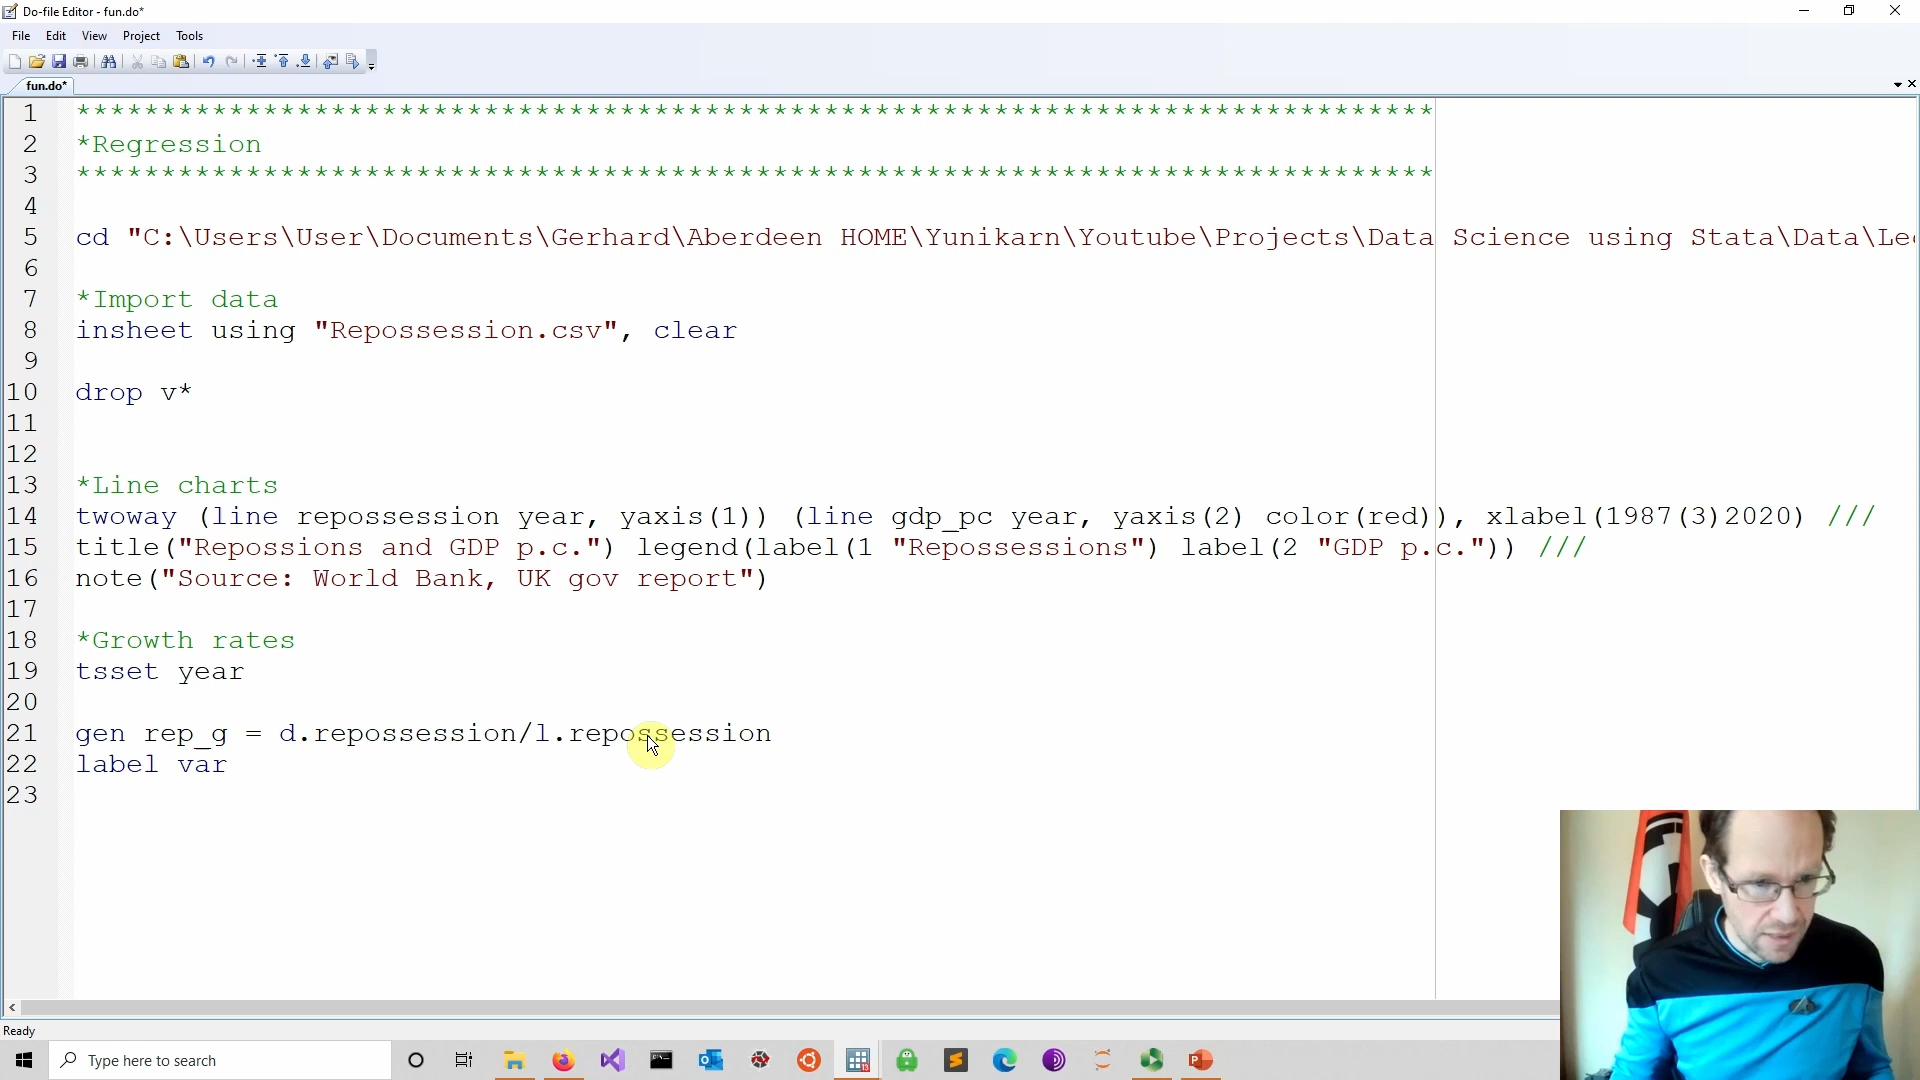 Do-file Editor - fun.do*
File Edit View Project Tools
fun.do*
1 ********************************************************************************
2 *Regression
3 ********************************************************************************
4
5 cd "C:\Users\User\Documents\Gerhard\Aberdeen HOME\Yunikarn\Youtube\Projects\Data Science using Stata\Data\Le
6
7 *Import data
8 insheet using "Repossession.csv", clear
9
10 drop v*
11
12
13 *Line charts
14 twoway (line repossession year, yaxis(1)) (line gdp_pc year, yaxis(2) color(red)), xlabel(1987(3)2020) ///
15 title("Repossions and GDP p.c.") legend(label(1 "Repossessions") label(2 "GDP p.c.")) ///
16 note("Source: World Bank, UK gov report")
17
18 *Growth rates
19 tsset year
20
21 gen rep_g = d.repossession/l.repossession
22 label var
23
Ready
Type here to search